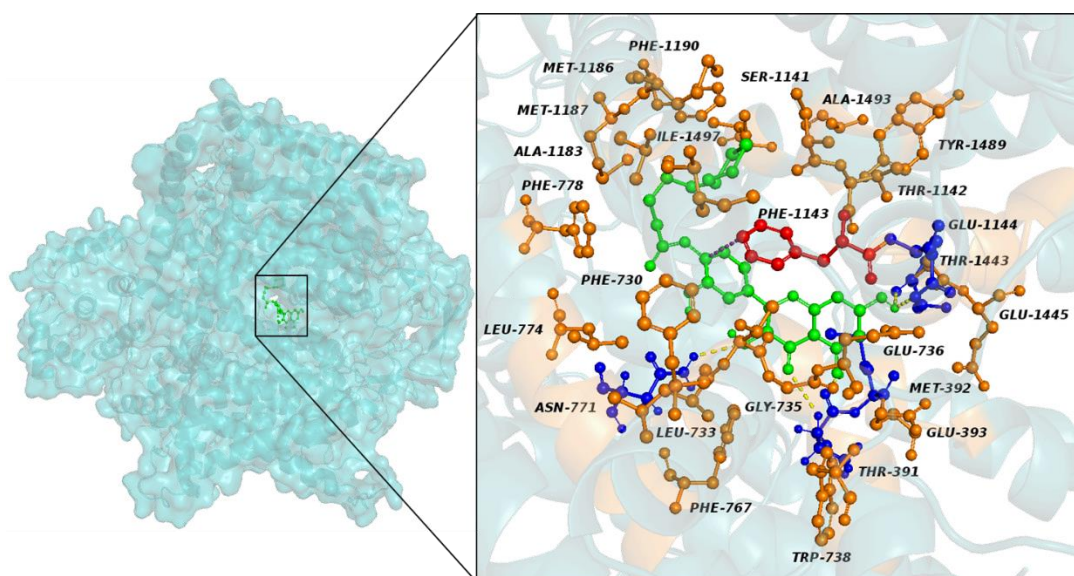 PHE-1190
MET-1186
SER-1141
MET-1187
ALA-1493
ILE-1497
TYR-1489
ALA-1183
THR-1142
PHE-778
PHE-1143
GLU-1144
THR-1443
PHE-730
GLU-1445
LEU-774
GLU-736
MET-392
ASN-771
GLY-735
LEU-733
GLU-393
THR-391
PHE-767
TRP-738